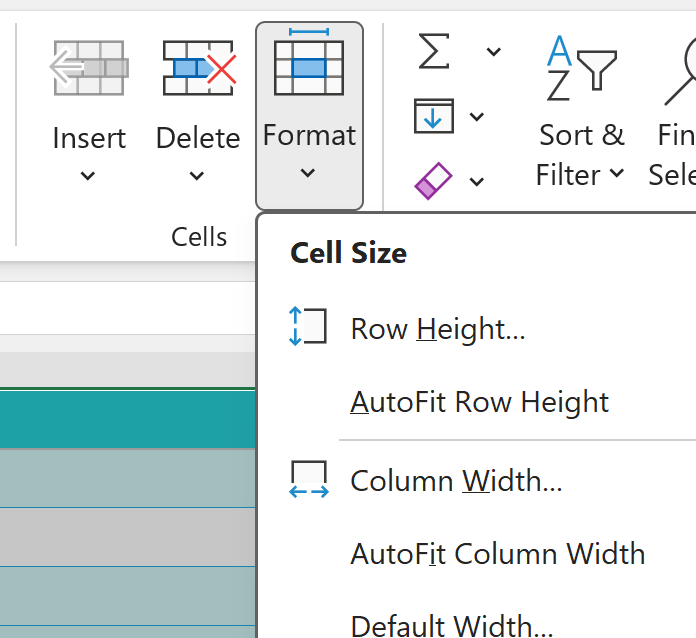 Insert
Delete
Format
Sort &
Filter
Cells
Cell Size
Row Height...
AutoFit Row Height
Column Width...
AutoFit Column Width
Default Width...